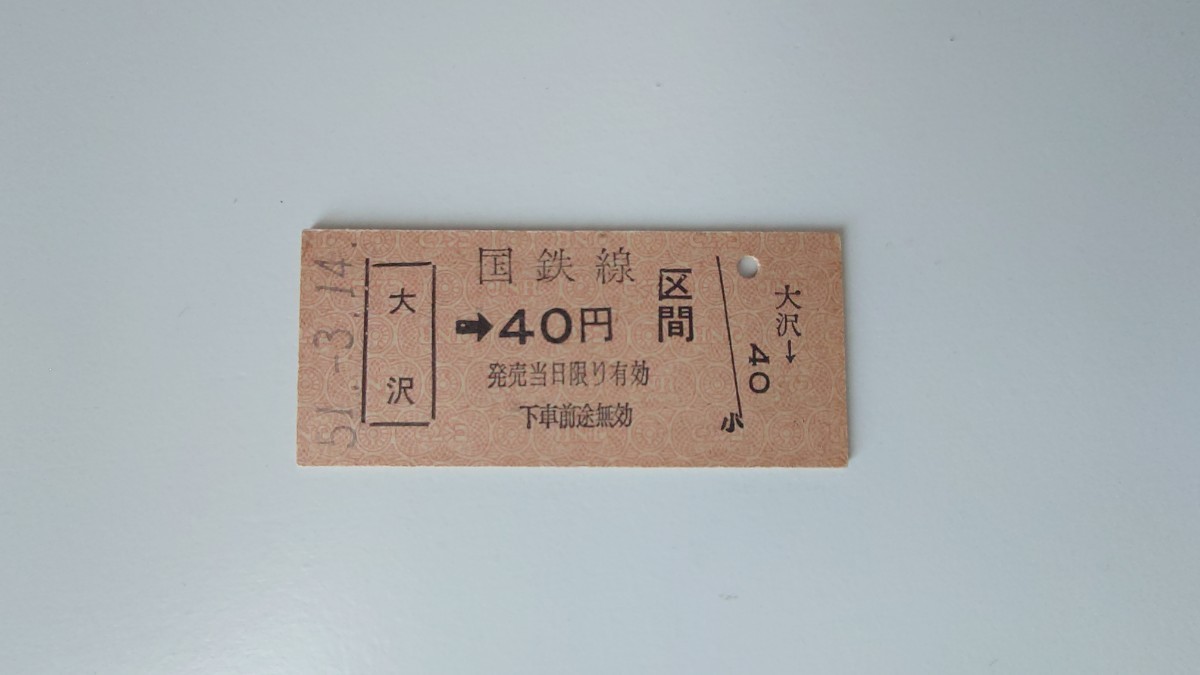 51.-3.14.
大沢
国鉄線
➡40円
区間
発売当日限り有効
下車前途無効
小
大沢→
40